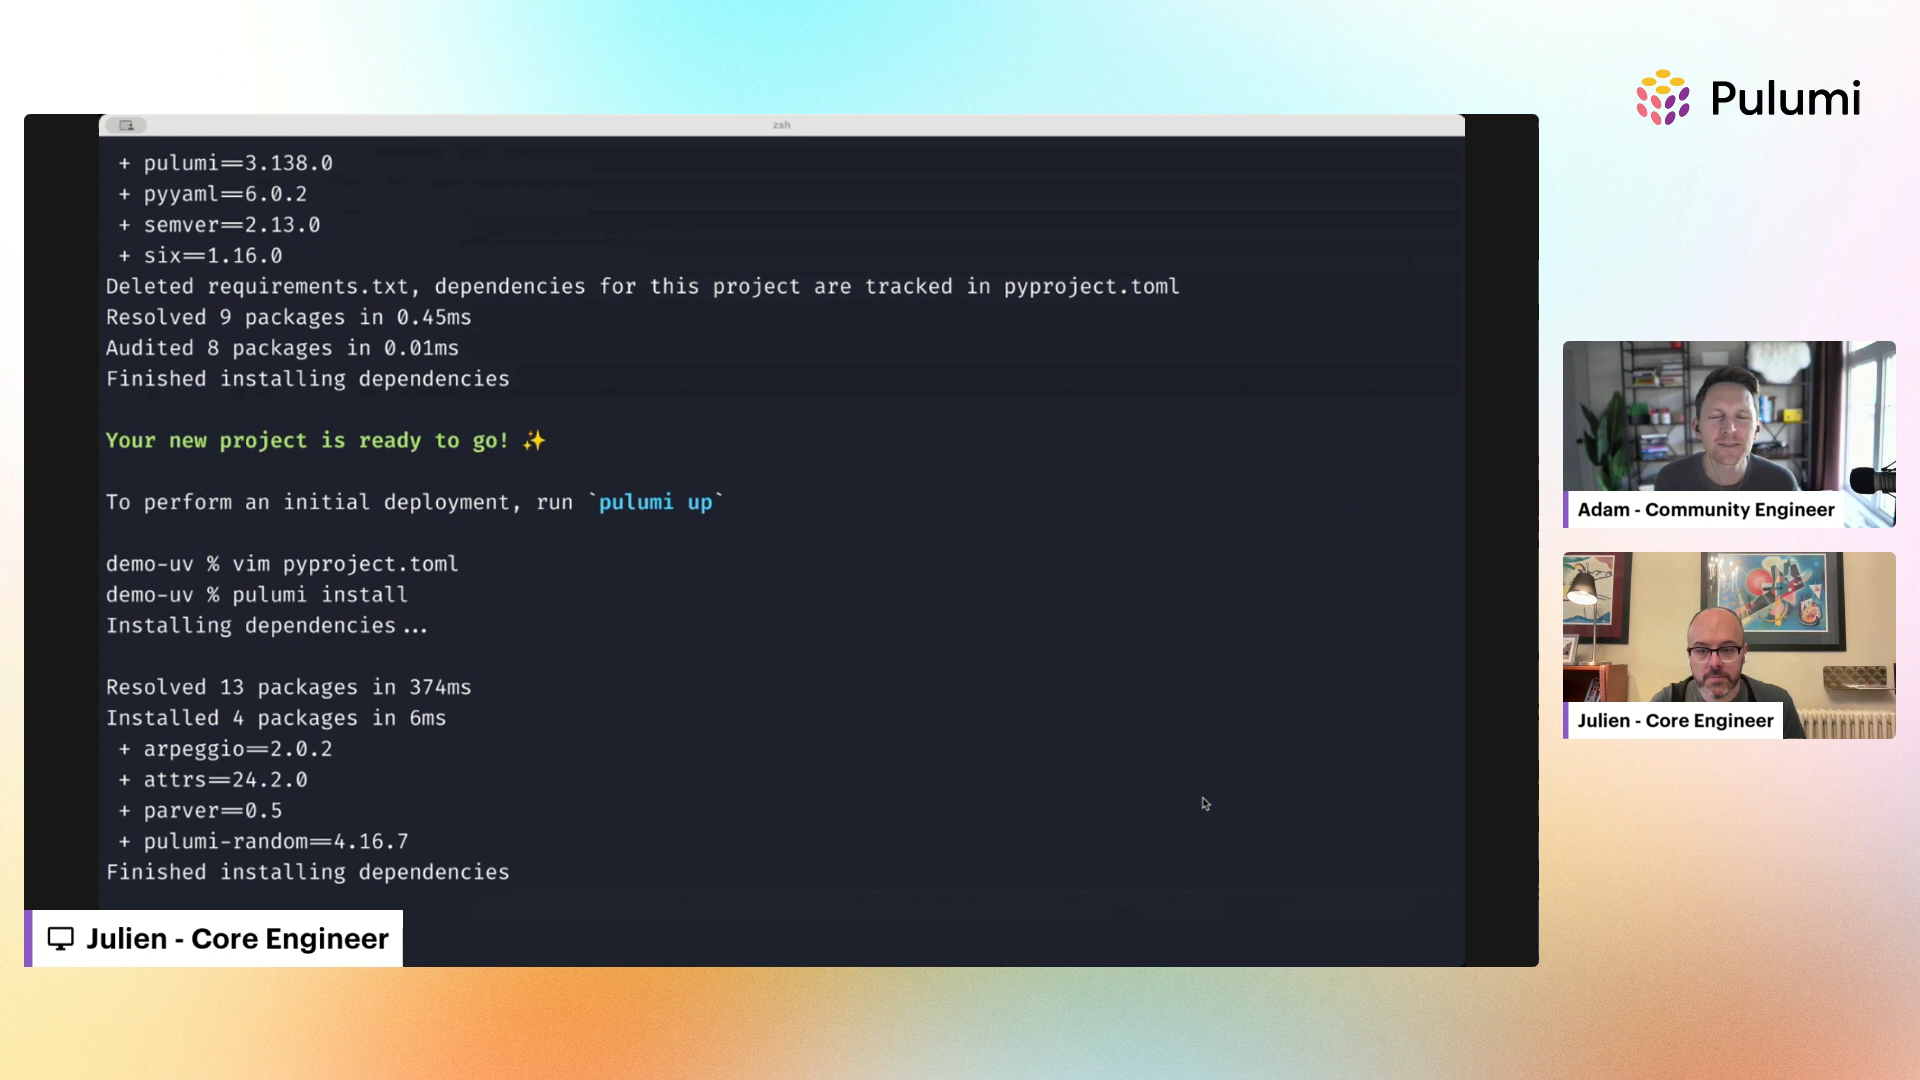 Pulumi
zsh
+ pulumi==3.138.0
+ pyyaml==6.0.2
+ semver==2.13.0
+ six==1.16.0
Deleted requirements.txt, dependencies for this project are tracked in pyproject.toml
Resolved 9 packages in 0.45ms
Audited 8 packages in 0.01ms
Finished installing dependencies
Your new project is ready to go! ✨
To perform an initial deployment, run `pulumi up`
demo-uv % vim pyproject.toml
demo-uv % pulumi install
Installing dependencies...
Resolved 13 packages in 374ms
Installed 4 packages in 6ms
+ arpeggio==2.0.2
+ attrs==24.2.0
+ parver==0.5
+ pulumi-random==4.16.7
Finished installing dependencies
Julien - Core Engineer
Adam - Community Engineer
Julien - Core Engineer